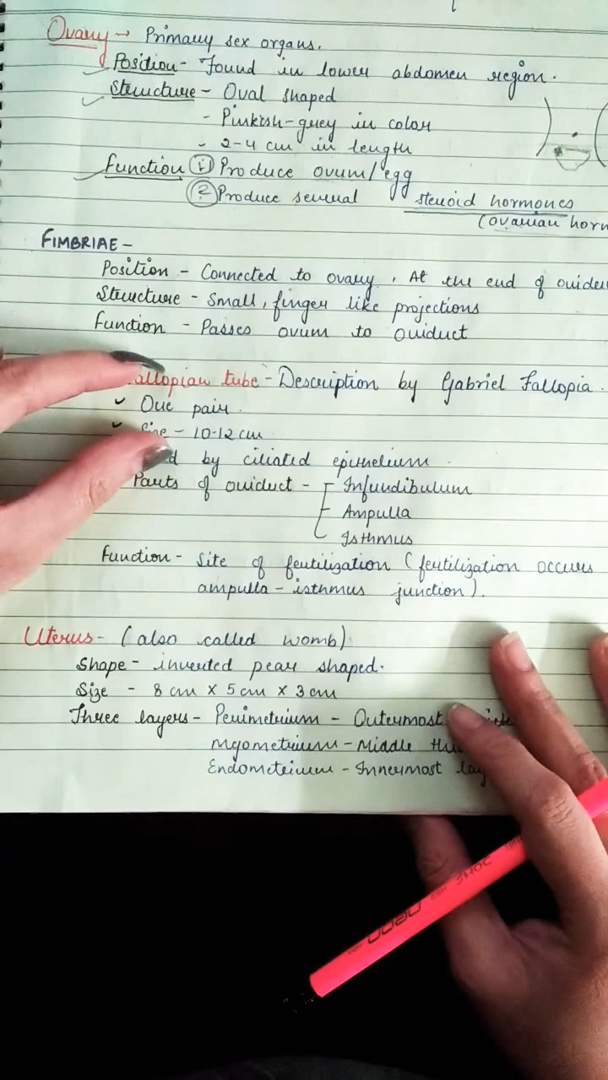 Ovary → Primary sex organs.
Position - Found in lower abdomen region.
Structure - Oval shaped
- Pinkish-grey in color
- 2-4 cm in length
Function ① Produce ovum/egg
② Produce several steroid hormones
(ovarian
FIMBRIAE -
Position - Connected to ovary. At the end of
Structure - Small, finger like projections
Function - Passes ovum to oviduct
allopian tube - Description by Gabriel Fallopia.
One pair.
Size - 10-12 cm
by ciliated epithelium.
Parts of oviduct - Infundibulum
Ampulla
Isthmus
Function - Site of fertilization (fertilization occurs
ampulla - isthmus junction).
Uterus - (also called womb)
Shape - inverted pear shaped.
Size - 8 cm × 5 cm × 3 cm
Three layers - Perimetrium - Outermost
Myometrium - Middle
Endometrium - Innermost